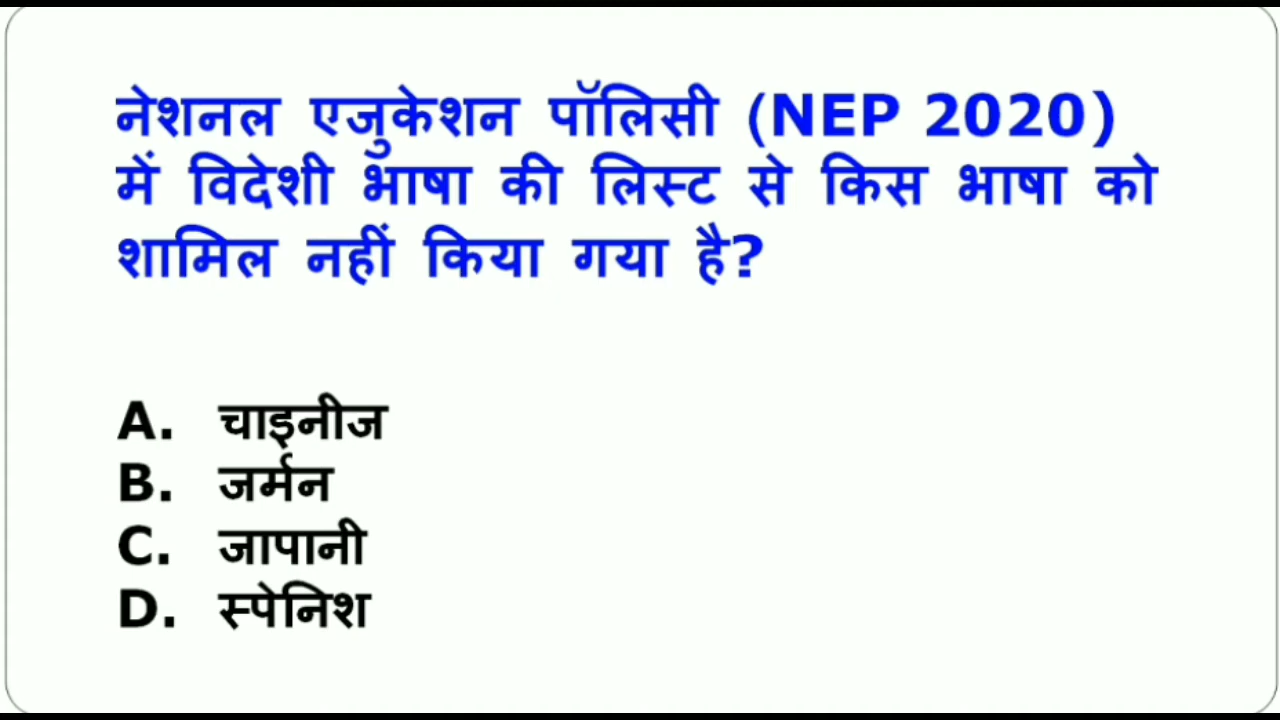 नेशनल एजुकेशन पॉलिसी (NEP 2020)
में विदेशी भाषा की लिस्ट से किस भाषा को
शामिल नहीं किया गया है?
A. चाइनीज
B. जर्मन
C. जापानी
D. स्पेनिश